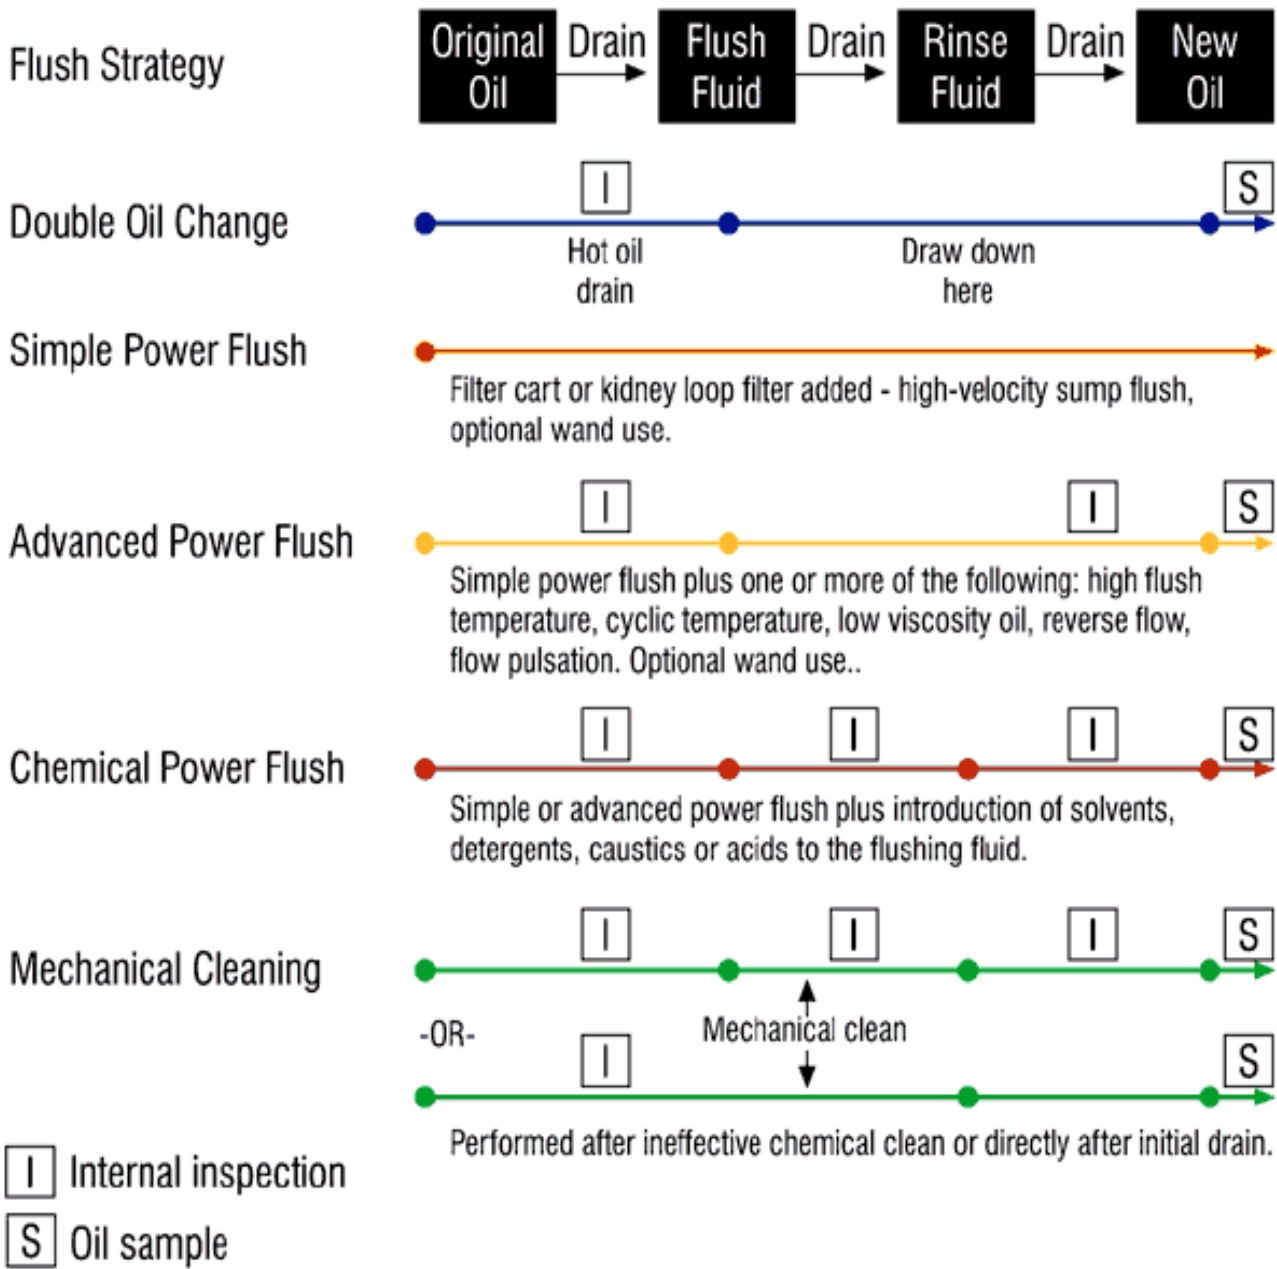 Flush Strategy
Original Oil
Drain
Flush Fluid
Drain
Rinse Fluid
Drain
New Oil
I
S
Double Oil Change
Hot oil
drain
Draw down
here
Simple Power Flush
Filter cart or kidney loop filter added - high-velocity sump flush,
optional wand use.
I
I
S
Advanced Power Flush
Simple power flush plus one or more of the following: high flush
temperature, cyclic temperature, low viscosity oil, reverse flow,
flow pulsation. Optional wand use..
I
I
I
S
Chemical Power Flush
Simple or advanced power flush plus introduction of solvents,
detergents, caustics or acids to the flushing fluid.
I
I
I
S
Mechanical Cleaning
-OR-
Mechanical clean
I
S
Performed after ineffective chemical clean or directly after initial drain.
I Internal inspection
S Oil sample